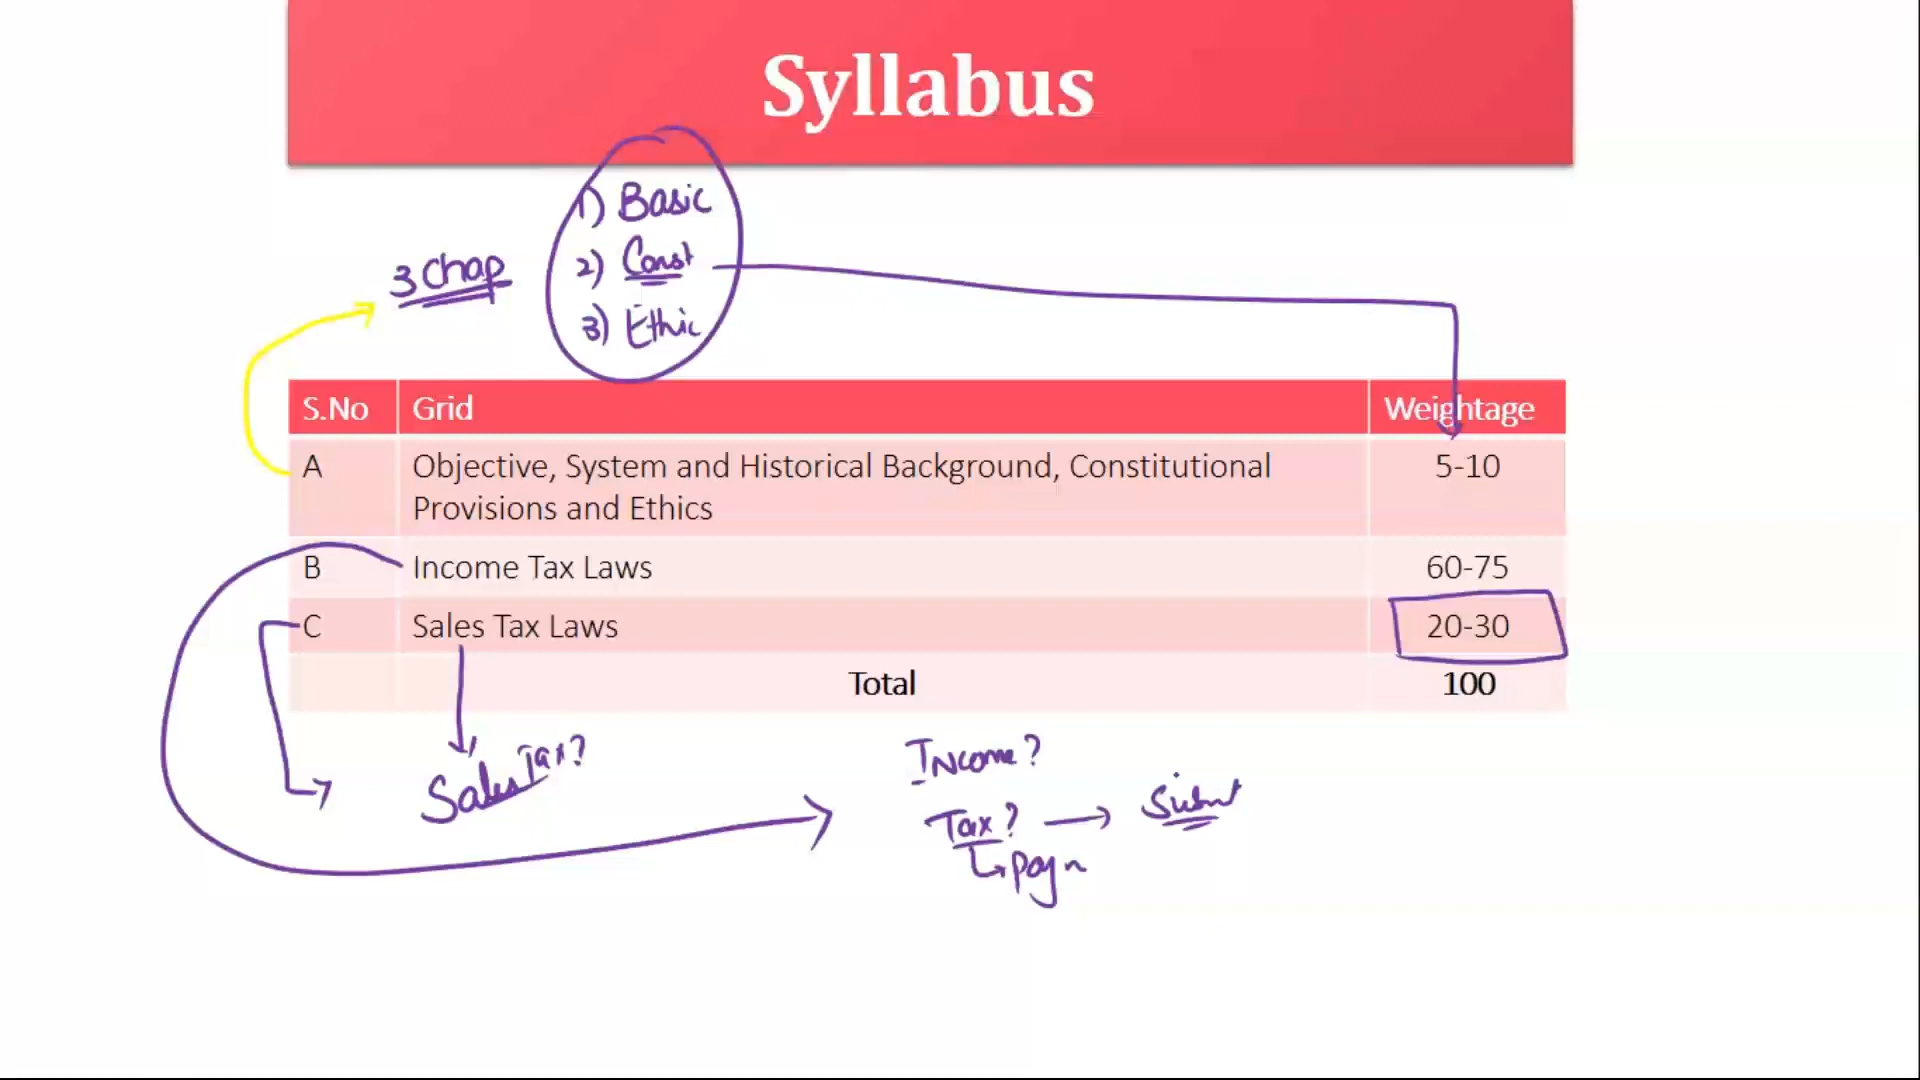 Syllabus
1) Basic
2) Const
3) Ethic
3 Chap
S.No Grid Weightage
A Objective, System and Historical Background, Constitutional 5-10
Provisions and Ethics
B Income Tax Laws 60-75
C Sales Tax Laws 20-30
Total 100
Sales Tax?
Income?
Tax?